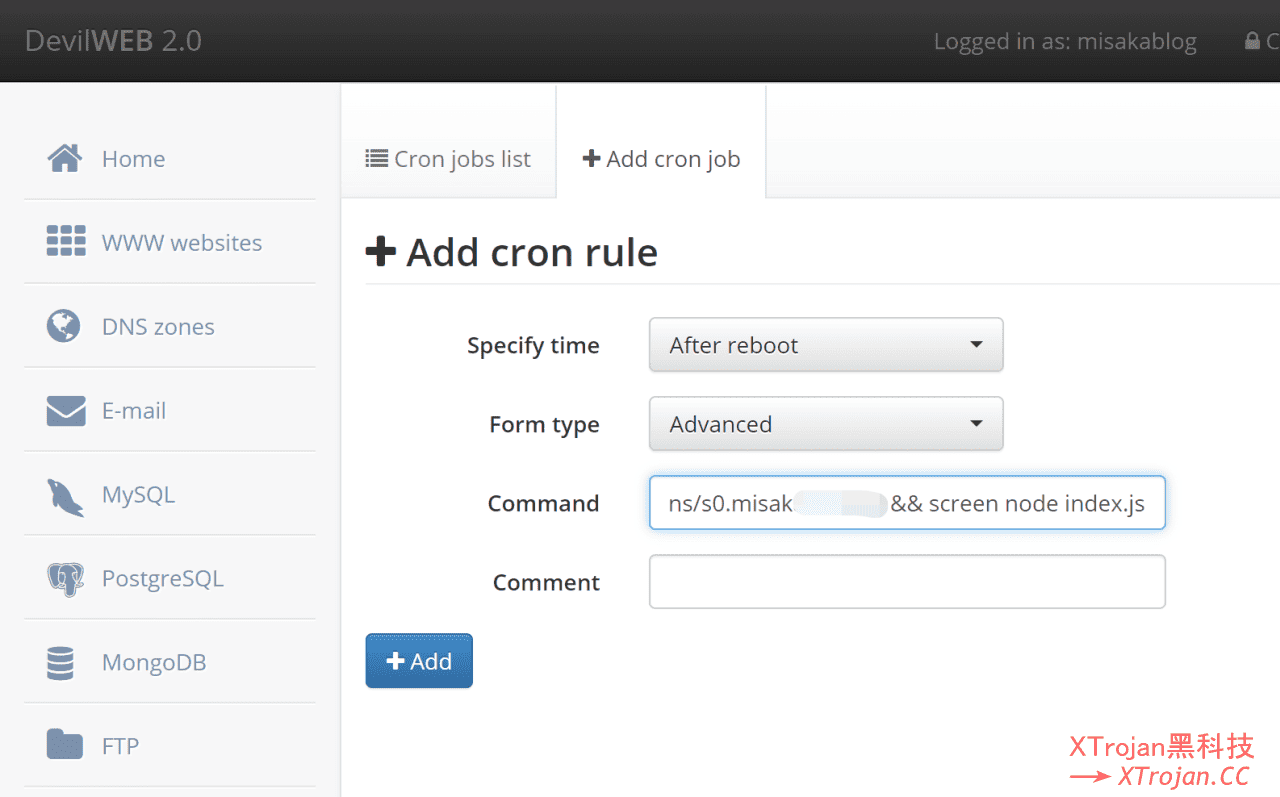 DevilWEB 2.0
Logged in as: misakablog
Home
WWW websites
DNS zones
E-mail
MySQL
PostgreSQL
MongoDB
FTP
Cron jobs list
Add cron job
Add cron rule
Specify time
After reboot
Form type
Advanced
Command
ns/s0.misak && screen node index.js
Comment
Add
XTrojan黑科技
XTrojan.CC